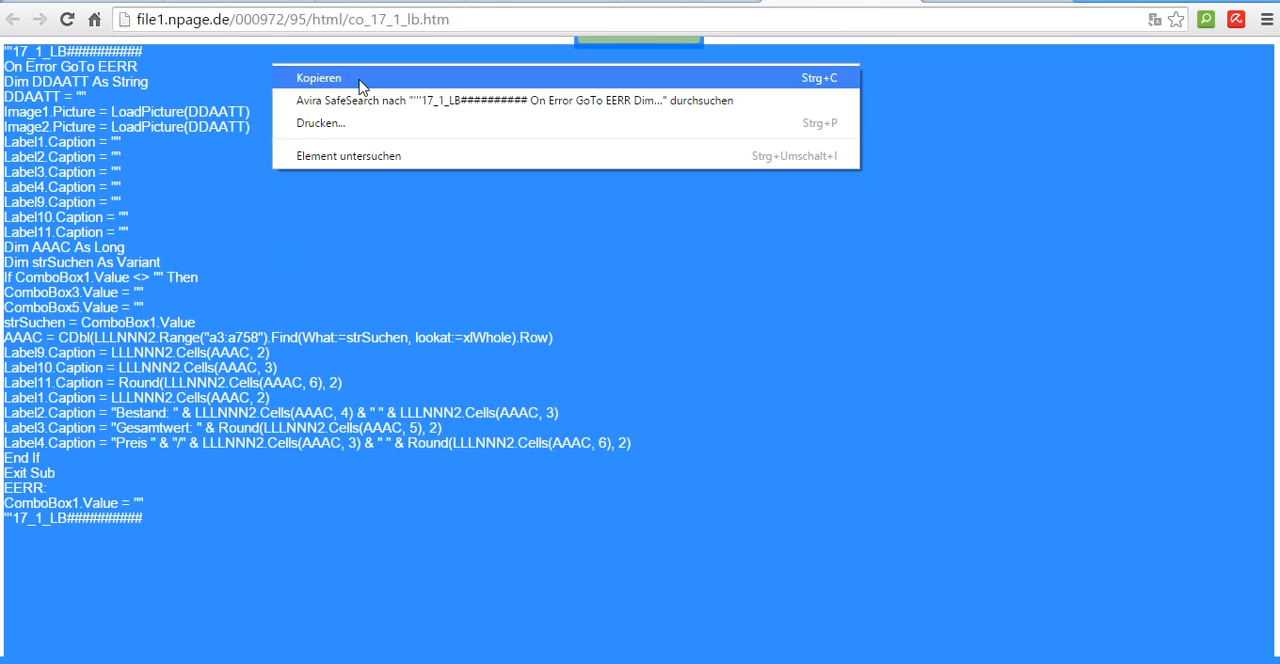 file1.npage.de/000972/95/html/co_17_1_lb.htm
'''17_1_LB##########
On Error GoTo EERR
Dim DDAATT As String
DDAATT = ""
Image1.Picture = LoadPicture(DDAATT)
Image2.Picture = LoadPicture(DDAATT)
Label1.Caption = ""
Label2.Caption = ""
Label3.Caption = ""
Label4.Caption = ""
Label9.Caption = ""
Label10.Caption = ""
Label11.Caption = ""
Dim AAAC As Long
Dim strSuchen As Variant
If ComboBox1.Value <> "" Then
ComboBox3.Value = ""
ComboBox5.Value = ""
strSuchen = ComboBox1.Value
AAAC = CDbl(LLLNNN2.Range("a3:a758").Find(What:=strSuchen, lookat:=xlWhole).Row)
Label9.Caption = LLLNNN2.Cells(AAAC, 2)
Label10.Caption = LLLNNN2.Cells(AAAC, 3)
Label11.Caption = Round(LLLNNN2.Cells(AAAC, 6), 2)
Label1.Caption = LLLNNN2.Cells(AAAC, 2)
Label2.Caption = "Bestand: " & LLLNNN2.Cells(AAAC, 4) & " " & LLLNNN2.Cells(AAAC, 3)
Label3.Caption = "Gesamtwert: " & Round(LLLNNN2.Cells(AAAC, 5), 2)
Label4.Caption = "Preis " & "/" & LLLNNN2.Cells(AAAC, 3) & " " & Round(LLLNNN2.Cells(AAAC, 6), 2)
End If
Exit Sub
EERR:
ComboBox1.Value = ""
'''17_1_LB##########
Kopieren Strg+C
Avira SafeSearch nach "'''17_1_LB########## On Error GoTo EERR Dim..." durchsuchen
Drucken... Strg+P
Element untersuchen Strg+Umschalt+I